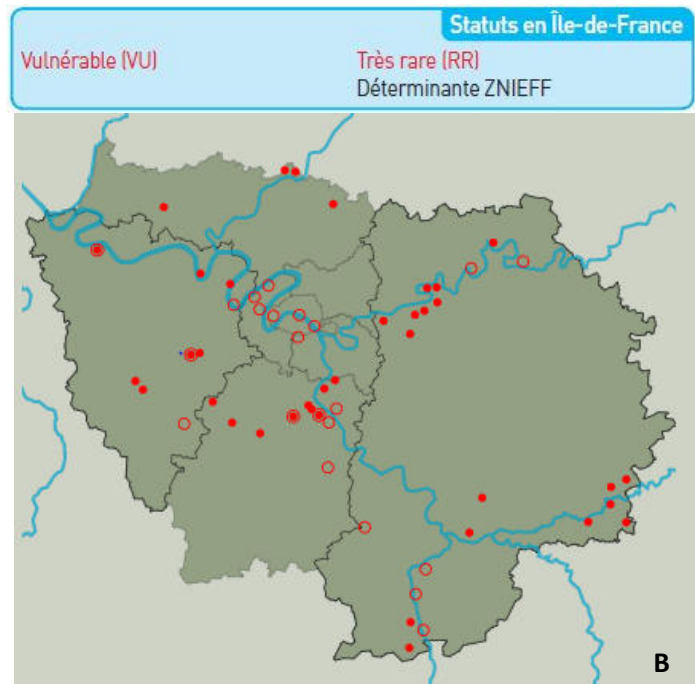 Statuts en Île-de-France
Vulnérable (VU)
Très rare (RR)
Déterminante ZNIEFF
B